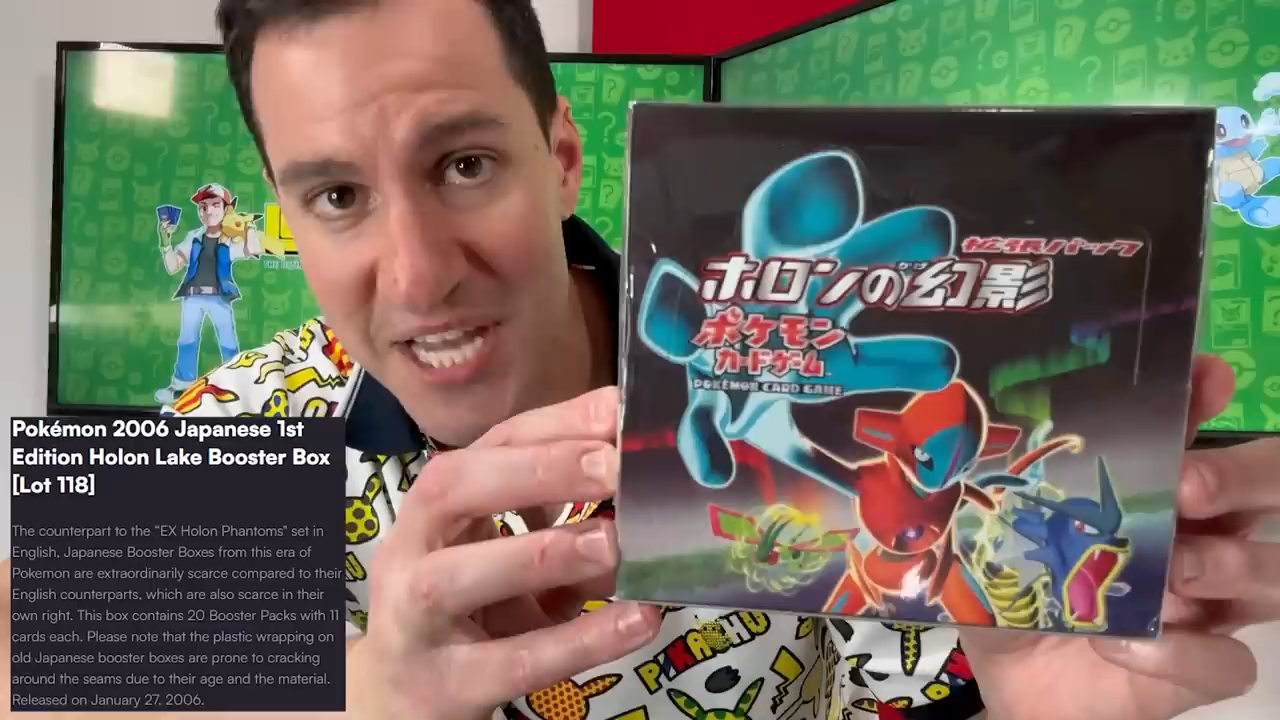 拡張パック
ホロンの幻影
かげ
ポケモン
カードゲーム
POKÉMON CARD GAME
PIKACHU
Pokémon 2006 Japanese 1st
Edition Holon Lake Booster Box
[Lot 118]
The counterpart to the “EX Holon Phantoms” set in
English, Japanese Booster Boxes from this era of
Pokemon are extraordinarily scarce compared to their
English counterparts, which are also scarce in their
own right. This box contains 20 Booster Packs with 11
cards each. Please note that the plastic wrapping on
old Japanese booster boxes are prone to cracking
around the seams due to their age and the material.
Released on January 27, 2006.